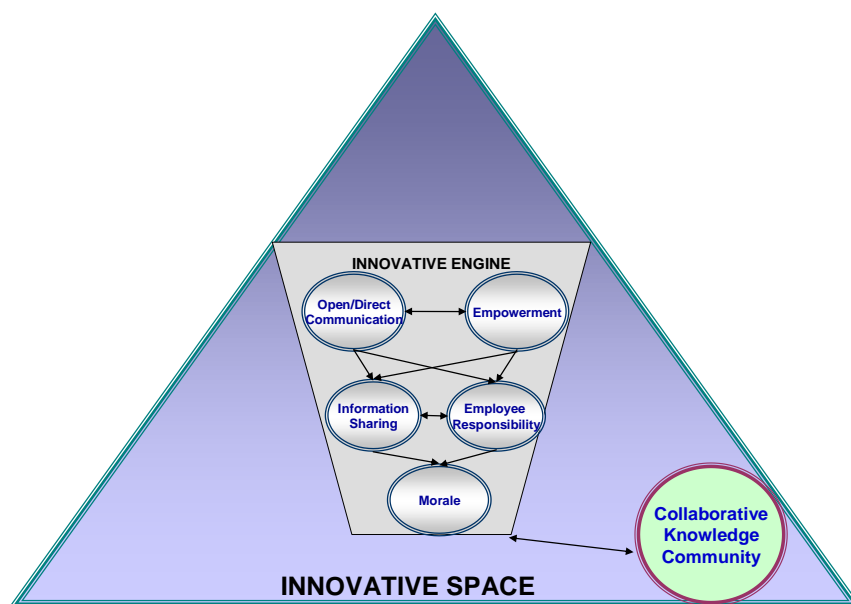 INNOVATIVE ENGINE
Open/Direct
Communication
Empowerment
Information
Sharing
Employee
Responsibility
Morale
Collaborative
Knowledge
Community
INNOVATIVE SPACE